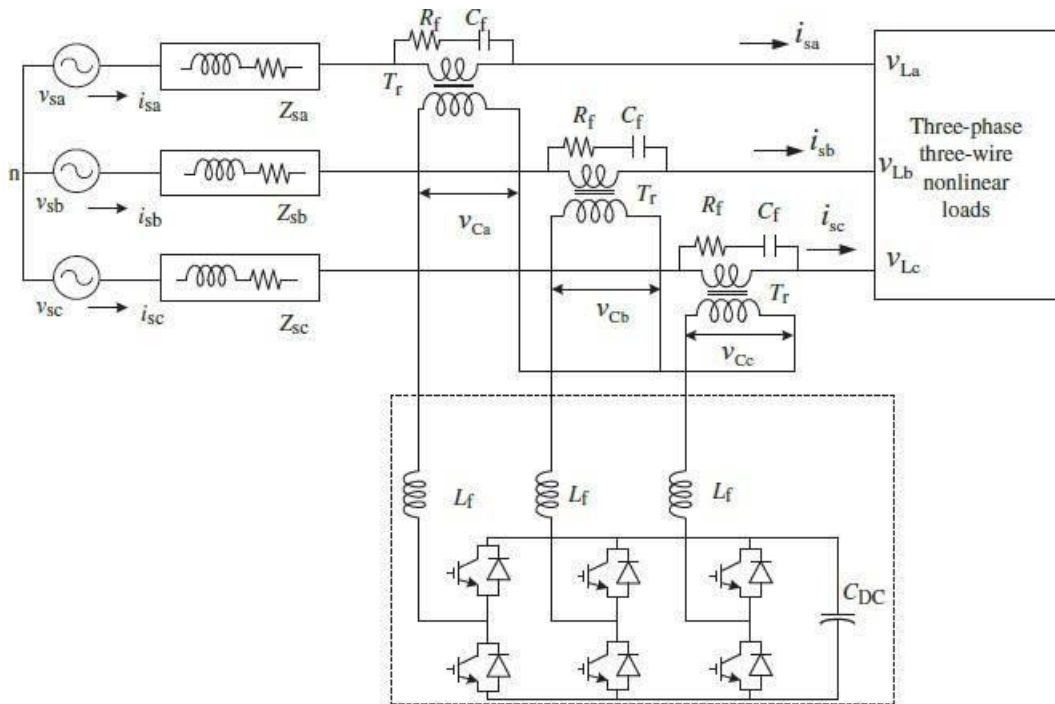 R_f C_f
i_sa
v_La
T_r
v_sa i_sa Z_sa
R_f C_f
i_sb
Three-phase
three-wire
nonlinear
loads
n
v_Lb
v_sb i_sb Z_sb
T_r
v_Ca
R_f C_f
i_sc
v_Lc
v_sc i_sc Z_sc
v_Cb
T_r
v_Cc
L_f L_f L_f
C_DC